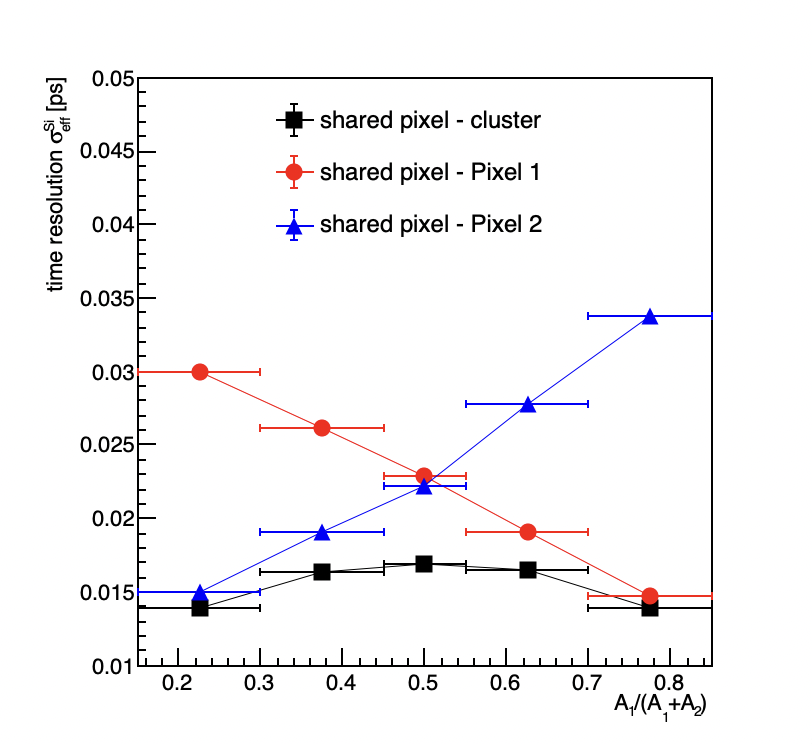 0.05
0.045
0.04
0.035
0.03
0.025
0.02
0.015
0.01
time resolution σ_eff^Si [ps]
shared pixel - cluster
shared pixel - Pixel 1
shared pixel - Pixel 2
0.2 0.3 0.4 0.5 0.6 0.7 0.8
A₁/(A₁+A₂)